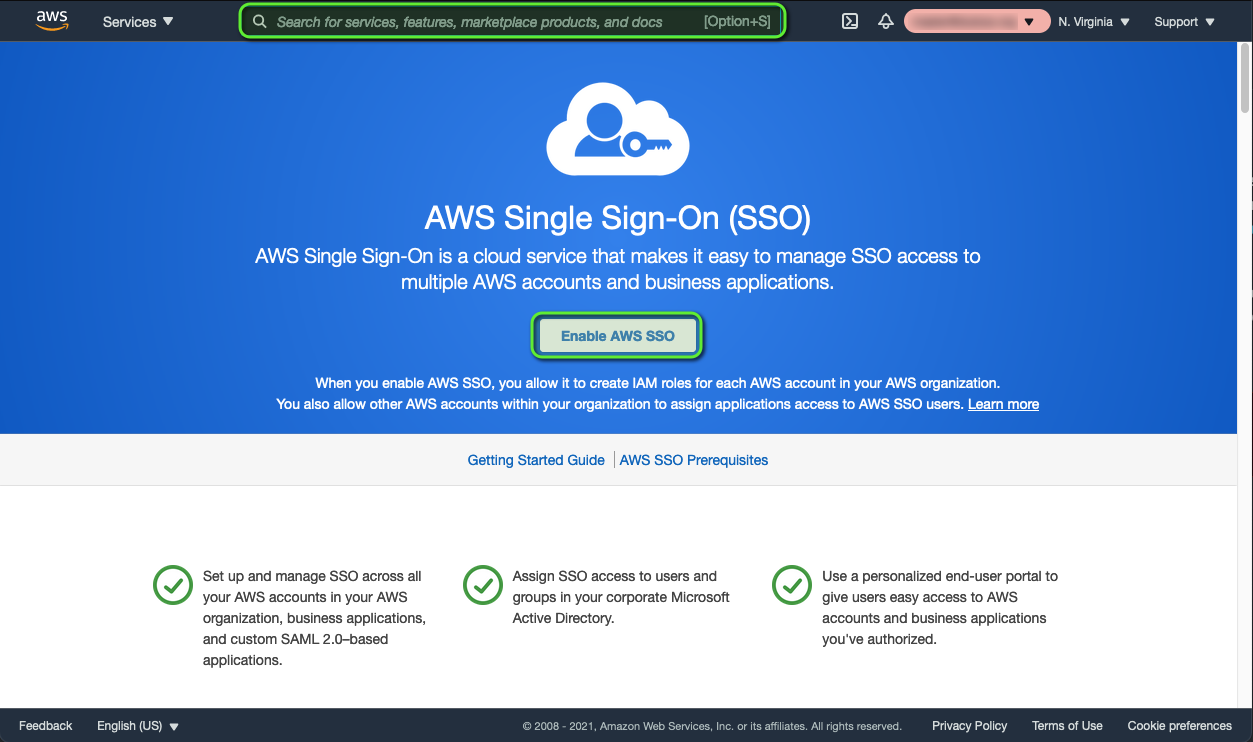 aws Services Search for services, features, marketplace products, and docs [Option+S] N. Virginia Support
AWS Single Sign-On (SSO)
AWS Single Sign-On is a cloud service that makes it easy to manage SSO access to
multiple AWS accounts and business applications.
Enable AWS SSO
When you enable AWS SSO, you allow it to create IAM roles for each AWS account in your AWS organization.
You also allow other AWS accounts within your organization to assign applications access to AWS SSO users. Learn more
Getting Started Guide AWS SSO Prerequisites
Set up and manage SSO across all
your AWS accounts in your AWS
organization, business applications,
and custom SAML 2.0–based
applications.
Assign SSO access to users and
groups in your corporate Microsoft
Active Directory.
Use a personalized end-user portal to
give users easy access to AWS
accounts and business applications
you've authorized.
Feedback English (US) © 2008 - 2021, Amazon Web Services, Inc. or its affiliates. All rights reserved. Privacy Policy Terms of Use Cookie preferences